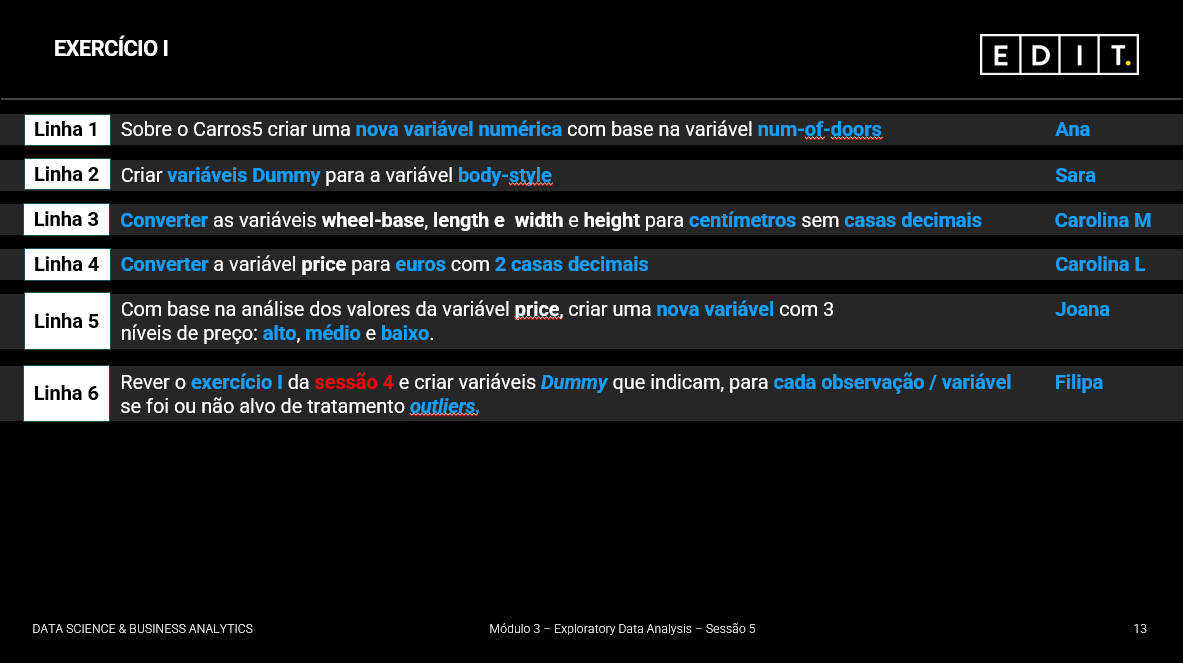 EXERCÍCIO I
EDIT.
Linha 1 Sobre o Carros5 criar uma nova variável numérica com base na variável num-of-doors Ana
Linha 2 Criar variáveis Dummy para a variável body-style Sara
Linha 3 Converter as variáveis wheel-base, length e  width e height para centímetros sem casas decimais Carolina M
Linha 4 Converter a variável price para euros com 2 casas decimais Carolina L
Linha 5 Com base na análise dos valores da variável price, criar uma nova variável com 3 Joana
níveis de preço: alto, médio e baixo.
Linha 6 Rever o exercício I da sessão 4 e criar variáveis Dummy que indicam, para cada observação / variável Filipa
se foi ou não alvo de tratamento outliers.
DATA SCIENCE & BUSINESS ANALYTICS Módulo 3 – Exploratory Data Analysis – Sessão 5 13